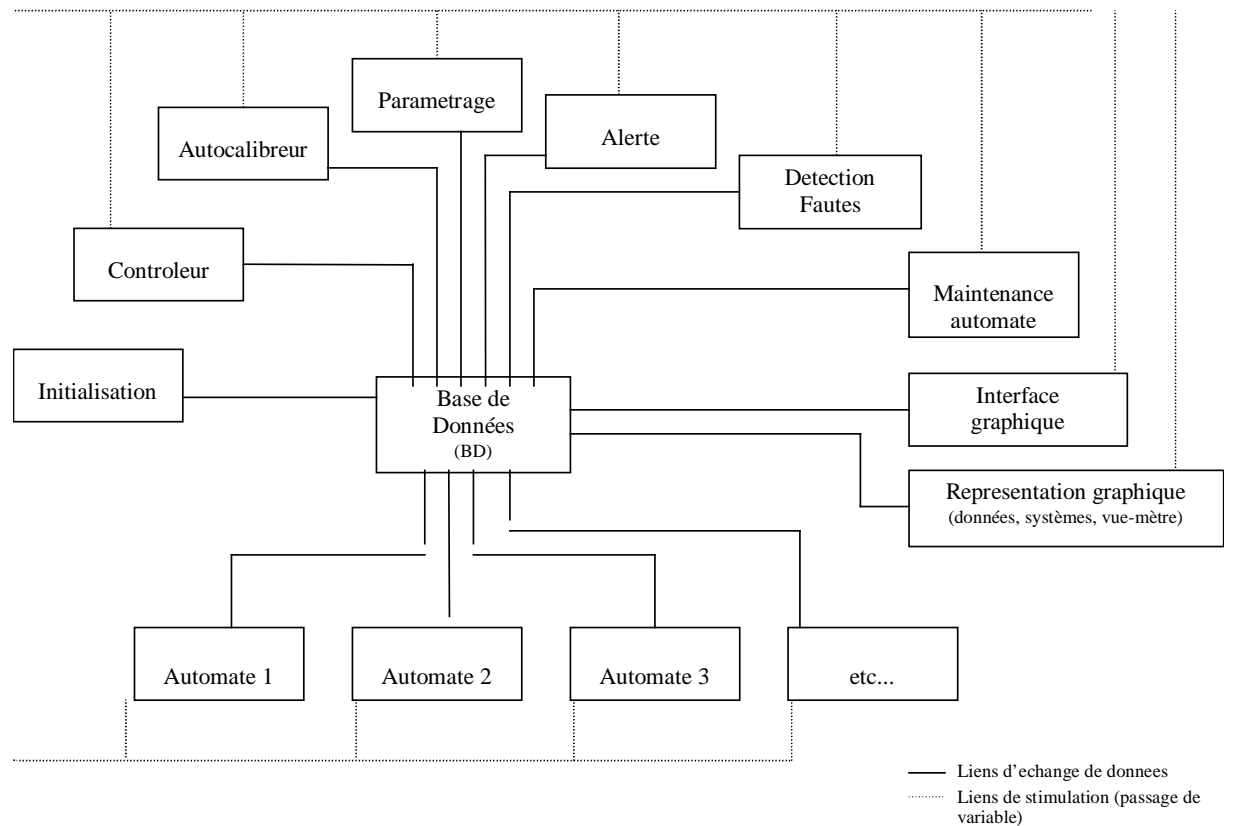 Parametrage
Alerte
Autocalibreur
Detection
Fautes
Controleur
Maintenance
automate
Initialisation
Base de
Données
(BD)
Interface
graphique
Representation graphique
(données, systèmes, vue-mètre)
Automate 1
Automate 2
Automate 3
etc...
Liens d'echange de donnees
Liens de stimulation (passage de
variable)